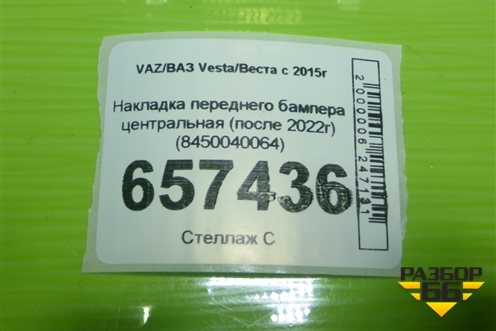 VAZ/ВАЗ Vesta/Веста с 2015г
Накладка переднего бампера
центральная (после 2022г)
(8450040064)
657436
Стеллаж С
2000006247131
РАЗБОР
66